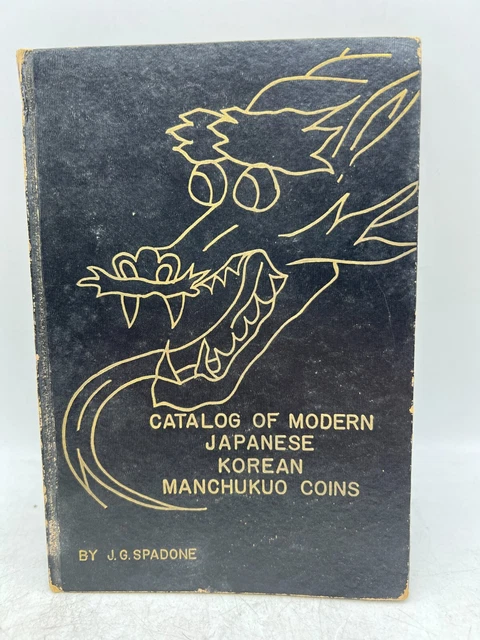 CATALOG OF MODERN
JAPANESE
KOREAN
MANCHUKUO COINS
BY J.G.SPADONE